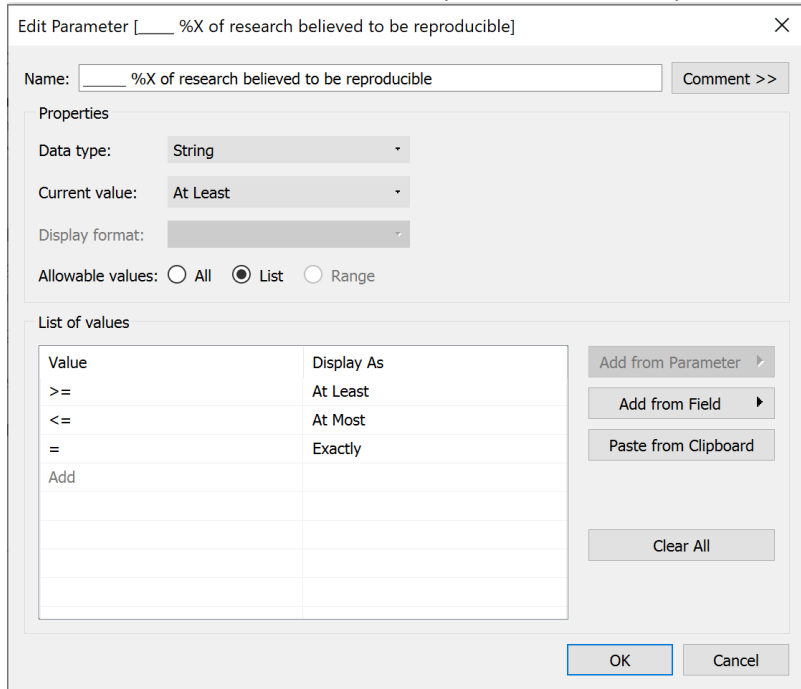 Edit Parameter [____ %X of research believed to be reproducible]
Name: _____ %X of research believed to be reproducible Comment >>
Properties
Data type: String
Current value: At Least
Display format:
Allowable values: All List Range
List of values
Value Display As
>= At Least
<= At Most
= Exactly
Add
Add from Parameter
Add from Field
Paste from Clipboard
Clear All
OK Cancel